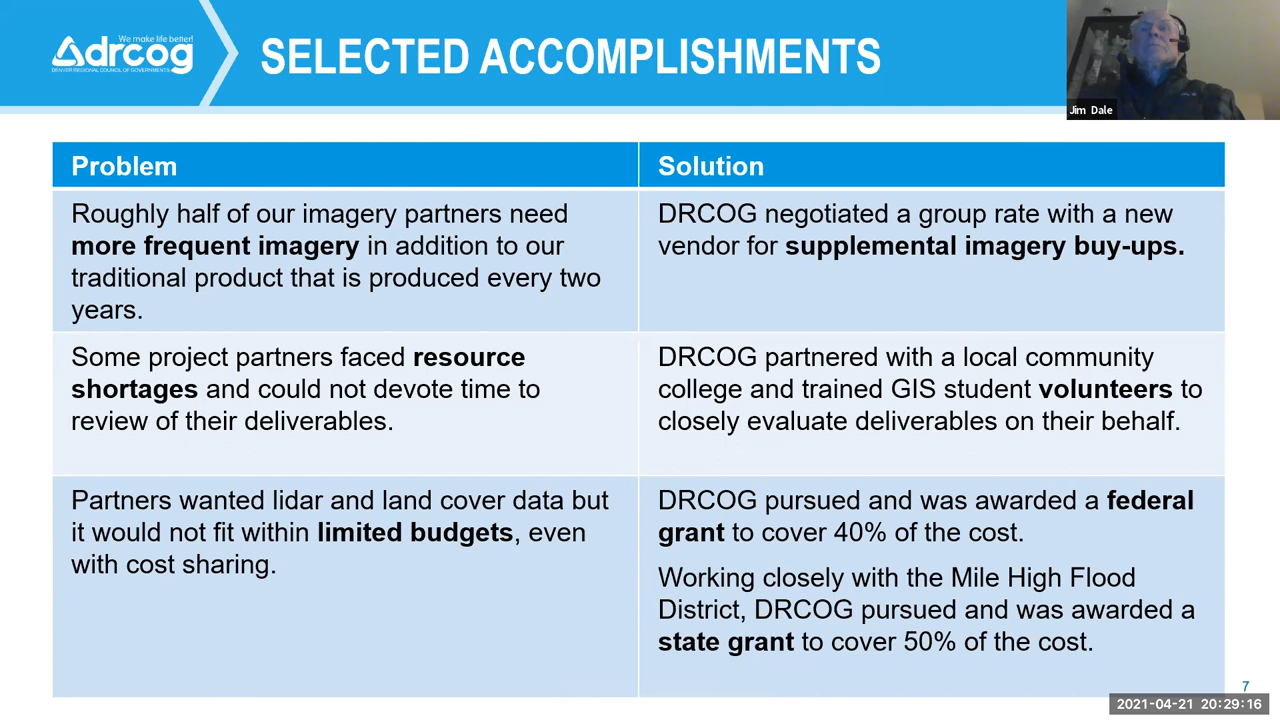 We make life better!
drcog
DENVER REGIONAL COUNCIL OF GOVERNMENTS
SELECTED ACCOMPLISHMENTS
Jim Dale
Problem
Solution
Roughly half of our imagery partners need
more frequent imagery in addition to our
traditional product that is produced every two
years.
DRCOG negotiated a group rate with a new
vendor for supplemental imagery buy-ups.
Some project partners faced resource
shortages and could not devote time to
review of their deliverables.
DRCOG partnered with a local community
college and trained GIS student volunteers to
closely evaluate deliverables on their behalf.
Partners wanted lidar and land cover data but
it would not fit within limited budgets, even
with cost sharing.
DRCOG pursued and was awarded a federal
grant to cover 40% of the cost.
Working closely with the Mile High Flood
District, DRCOG pursued and was awarded a
state grant to cover 50% of the cost.
7
2021-04-21 20:29:16